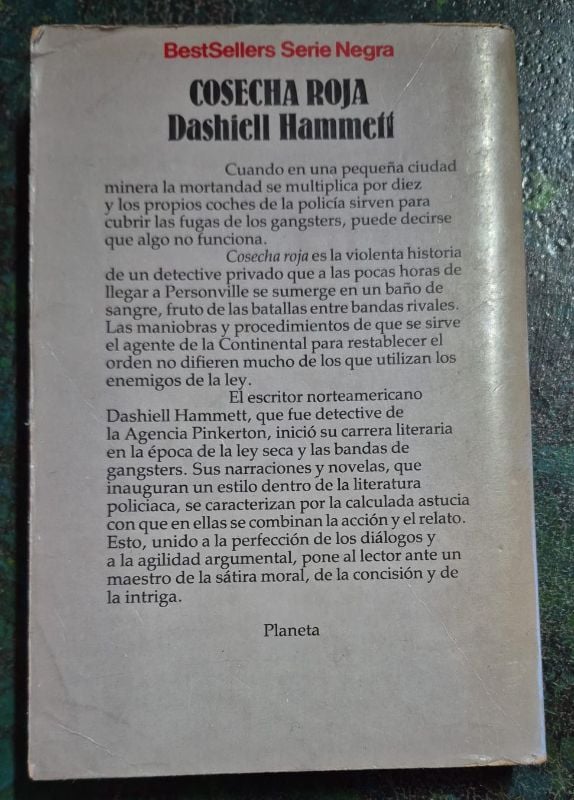 BestSellers Serie Negra
COSECHA ROJA
Dashiell Hammett
Cuando en una pequeña ciudad
minera la mortandad se multiplica por diez
y los propios coches de la policía sirven para
cubrir las fugas de los gangsters, puede decirse
que algo no funciona.
Cosecha roja es la violenta historia
de un detective privado que a las pocas horas de
llegar a Personville se sumerge en un baño de
sangre, fruto de las batallas entre bandas rivales.
Las maniobras y procedimientos de que se sirve
el agente de la Continental para restablecer el
orden no difieren mucho de los que utilizan los
enemigos de la ley.
El escritor norteamericano
Dashiell Hammett, que fue detective de
la Agencia Pinkerton, inició su carrera literaria
en la época de la ley seca y las bandas de
gangsters. Sus narraciones y novelas, que
inauguran un estilo dentro de la literatura
policiaca, se caracterizan por la calculada astucia
con que en ellas se combinan la acción y el relato.
Esto, unido a la perfección de los diálogos y
a la agilidad argumental, pone al lector ante un
maestro de la sátira moral, de la concisión y de
la intriga.
Planeta